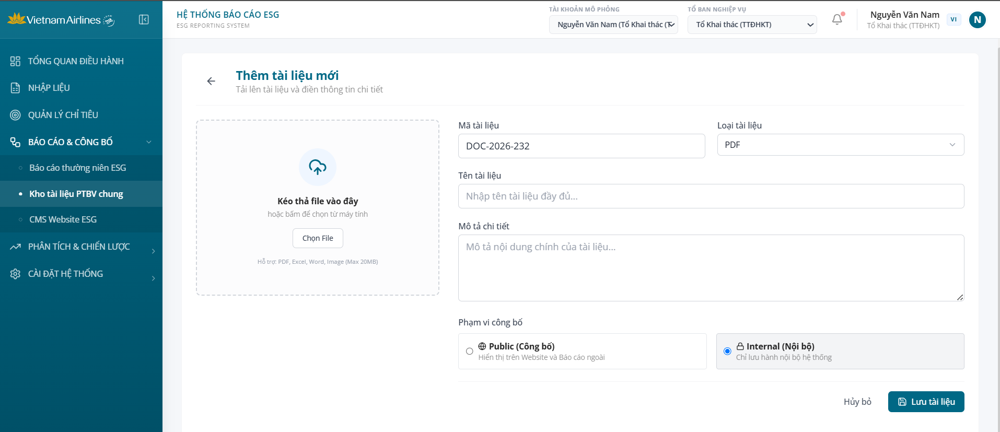 Vietnam Airlines
TỔNG QUAN ĐIỀU HÀNH
NHẬP LIỆU
QUẢN LÝ CHỈ TIÊU
BÁO CÁO & CÔNG BỐ
Báo cáo thường niên ESG
Kho tài liệu PTBV chung
CMS Website ESG
PHÂN TÍCH & CHIẾN LƯỢC
CÀI ĐẶT HỆ THỐNG
HỆ THỐNG BÁO CÁO ESG
ESG REPORTING SYSTEM
TÀI KHOẢN MÔ PHỎNG
Nguyễn Văn Nam (Tổ Khai thác (T
TỔ BAN NGHIỆP VỤ
Tổ Khai thác (TTĐHKT)
Nguyễn Văn Nam
Tổ Khai thác (TTĐHKT)
VI
N
Thêm tài liệu mới
Tải lên tài liệu và điền thông tin chi tiết
Kéo thả file vào đây
hoặc bấm để chọn từ máy tính
Chọn File
Hỗ trợ: PDF, Excel, Word, Image (Max 20MB)
Mã tài liệu
DOC-2026-232
Loại tài liệu
PDF
Tên tài liệu
Nhập tên tài liệu đầy đủ...
Mô tả chi tiết
Mô tả nội dung chính của tài liệu...
Phạm vi công bố
Public (Công bố)
Hiển thị trên Website và Báo cáo ngoài
Internal (Nội bộ)
Chỉ lưu hành nội bộ hệ thống
Hủy bỏ
Lưu tài liệu